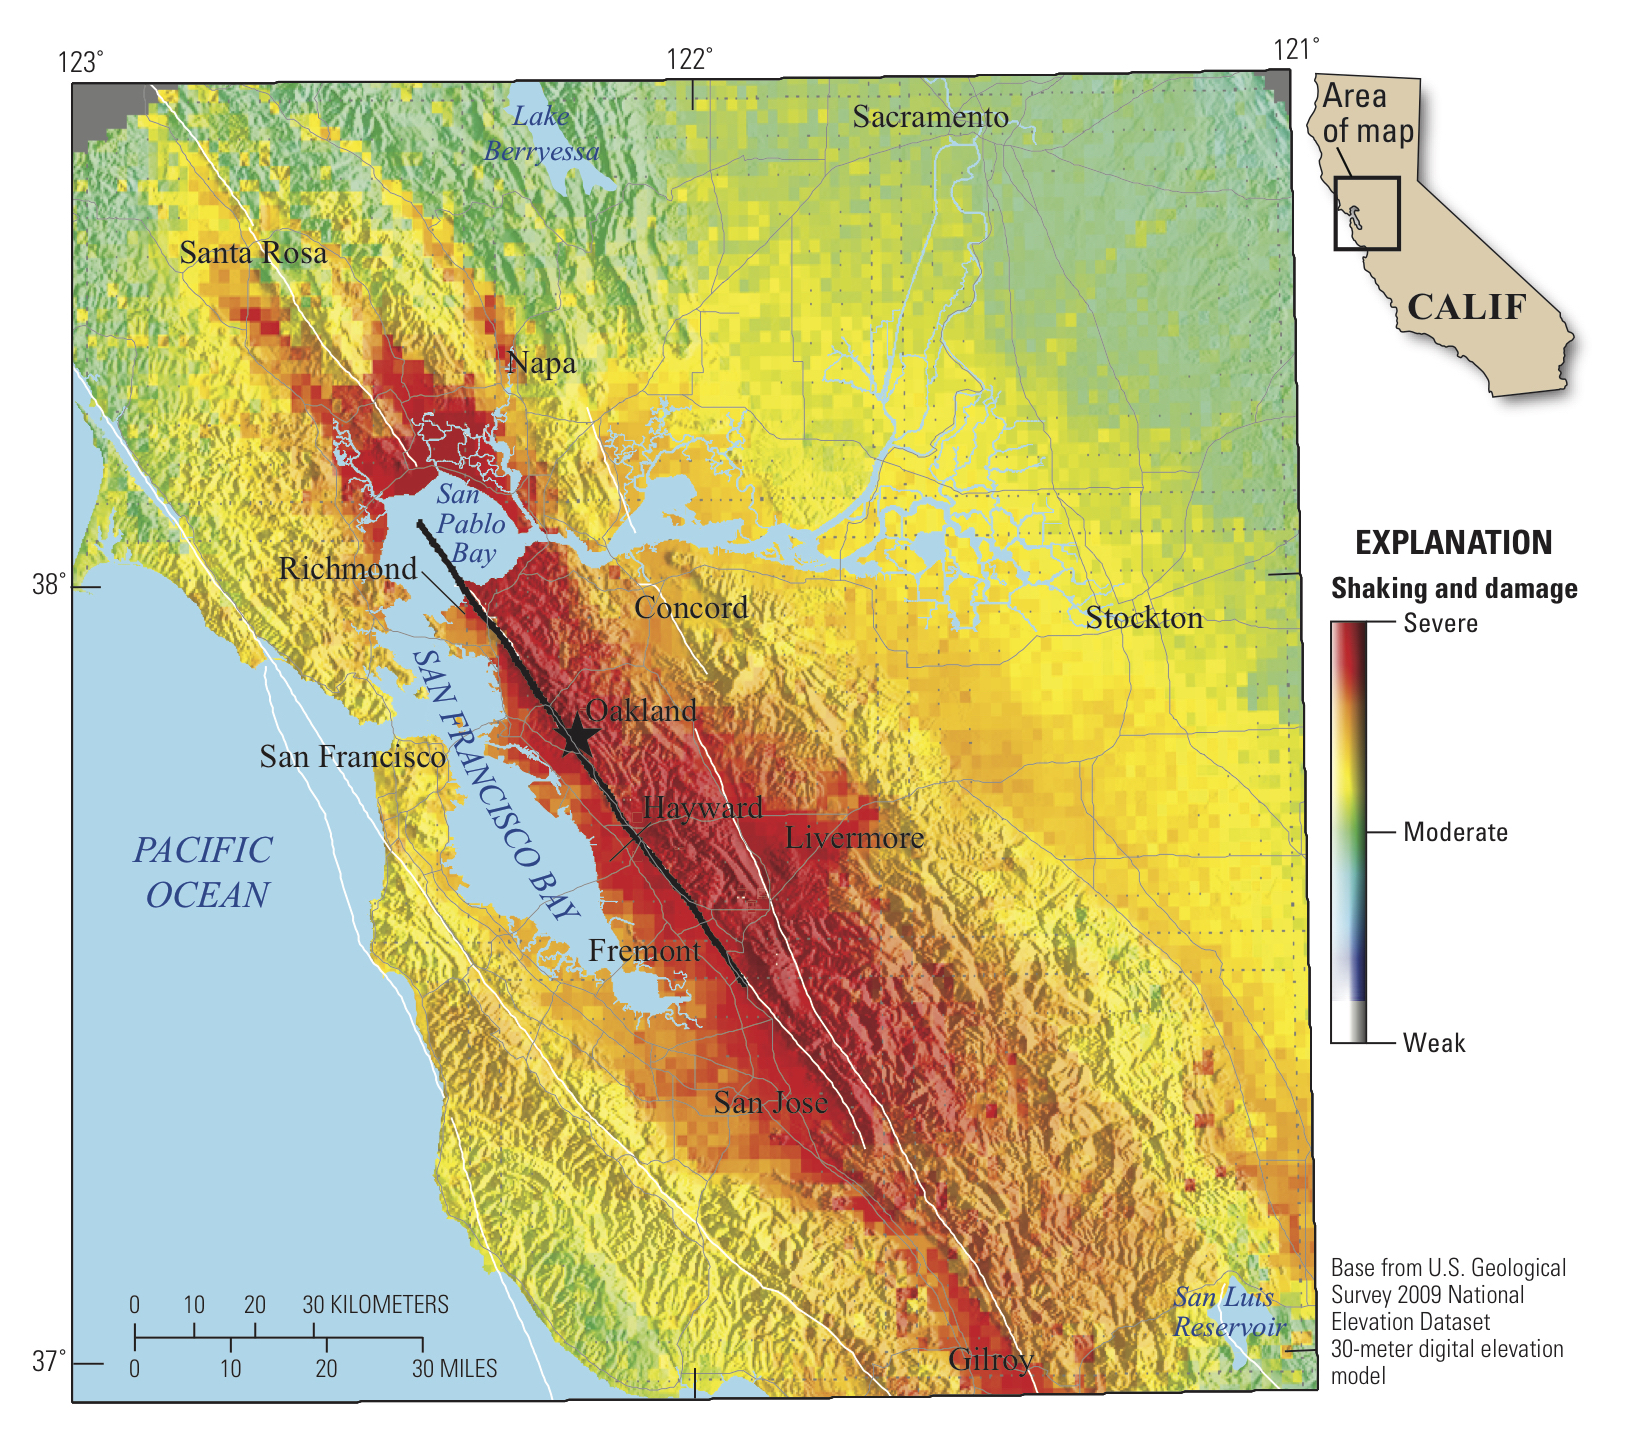 123°
122°
121°
Lake
Berryessa
Sacramento
Area
of map
CALIF
Santa Rosa
Napa
San
Pablo
Bay
Richmond
38°
Concord
Stockton
EXPLANATION
Shaking and damage
Severe
Moderate
Weak
SAN FRANCISCO BAY
Oakland
San Francisco
Hayward
Livermore
PACIFIC
OCEAN
Fremont
San Jose
0 10 20 30 KILOMETERS
0 10 20 30 MILES
37°
Gilroy
San Luis
Reservoir
Base from U.S. Geological
Survey 2009 National
Elevation Dataset
30-meter digital elevation
model